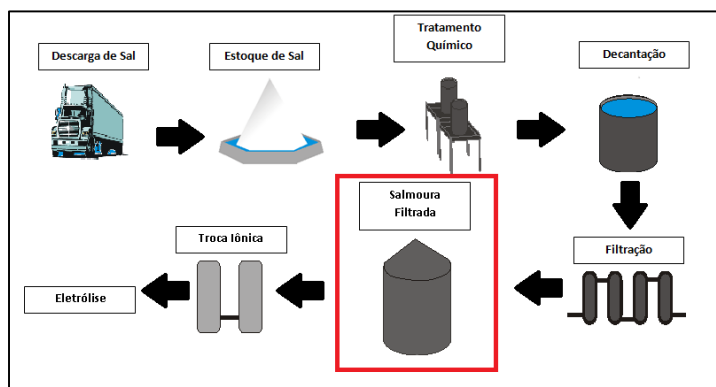 Descarga de Sal
Estoque de Sal
Tratamento
Químico
Decantação
Filtração
Salmoura
Filtrada
Troca Iônica
Eletrólise